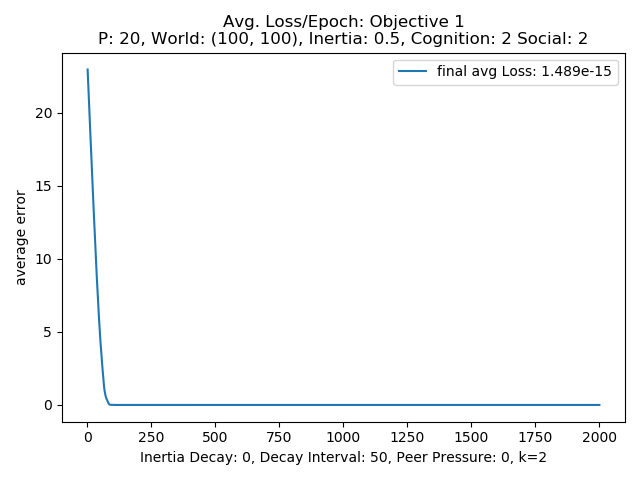 Avg. Loss/Epoch: Objective 1
P: 20, World: (100, 100), Inertia: 0.5, Cognition: 2 Social: 2
final avg Loss: 1.489e-15
average error
20
15
10
5
0
0 250 500 750 1000 1250 1500 1750 2000
Inertia Decay: 0, Decay Interval: 50, Peer Pressure: 0, k=2